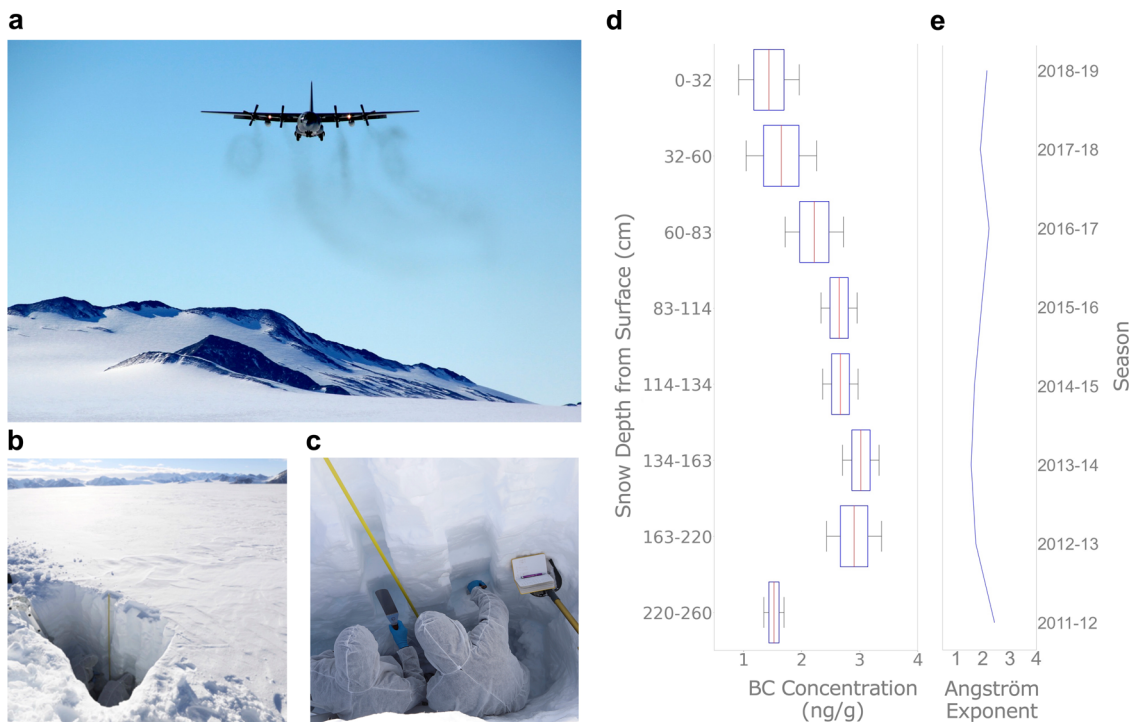 a
b
c
d
e
Snow Depth from Surface (cm)
0-32
32-60
60-83
83-114
114-134
134-163
163-220
220-260
1 2 3 4
BC Concentration
(ng/g)
2018-19
2017-18
2016-17
2015-16
2014-15
2013-14
2012-13
2011-12
Season
1 2 3 4
Angström
Exponent